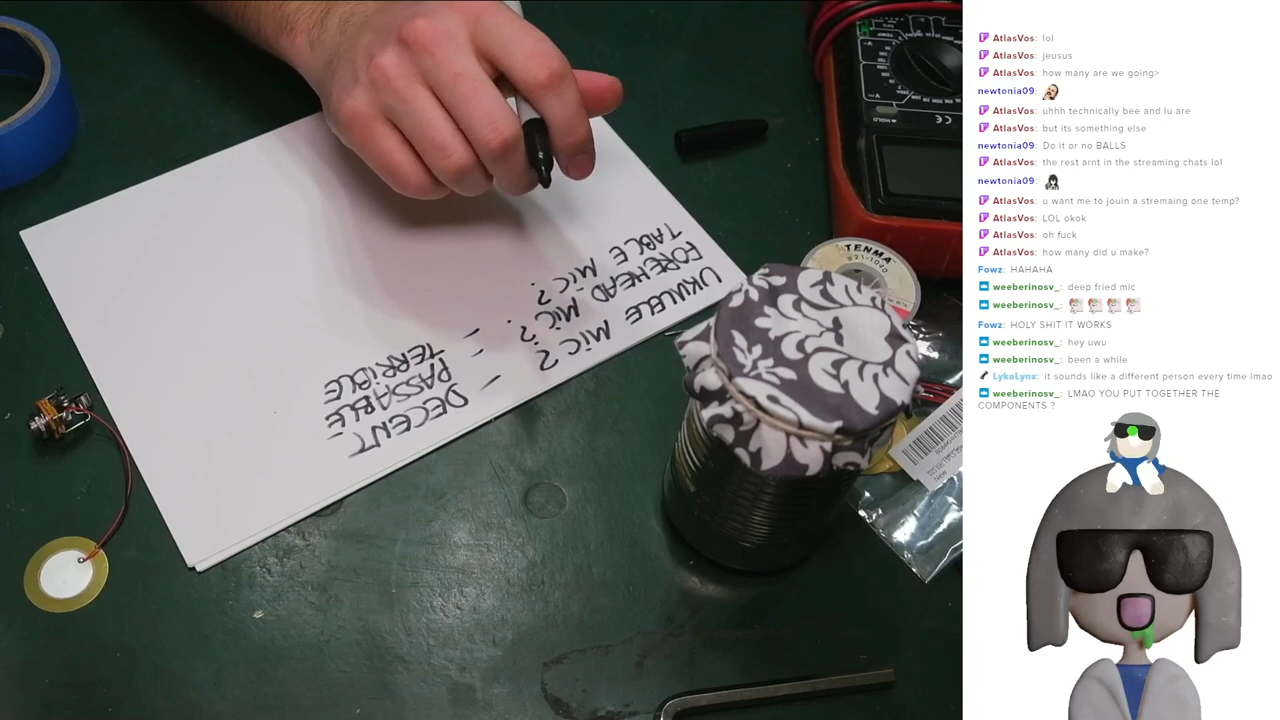 UKULELE MIC? - DECENT
FOREHEAD MIC? - PASSABLE
TABLE MIC? - TERRIBLE
TENMA
HOLD
AtlasVos: lol
AtlasVos: jeusus
AtlasVos: how many are we going>
newtonia09:
AtlasVos: uhhh technically bee and lu are
AtlasVos: but its something else
newtonia09: Do it or no BALLS
AtlasVos: the rest arnt in the streaming chats lol
newtonia09:
AtlasVos: u want me to jouin a stremaing one temp?
AtlasVos: LOL okok
AtlasVos: oh fuck
AtlasVos: how many did u make?
Fowz: HAHAHA
weeberinosv_: deep fried mic
weeberinosv_:
Fowz: HOLY SHIT IT WORKS
weeberinosv_: hey uwu
weeberinosv_: been a while
LykaLynx: it sounds like a different person every time lmao
weeberinosv_: LMAO YOU PUT TOGETHER THE
COMPONENTS ?